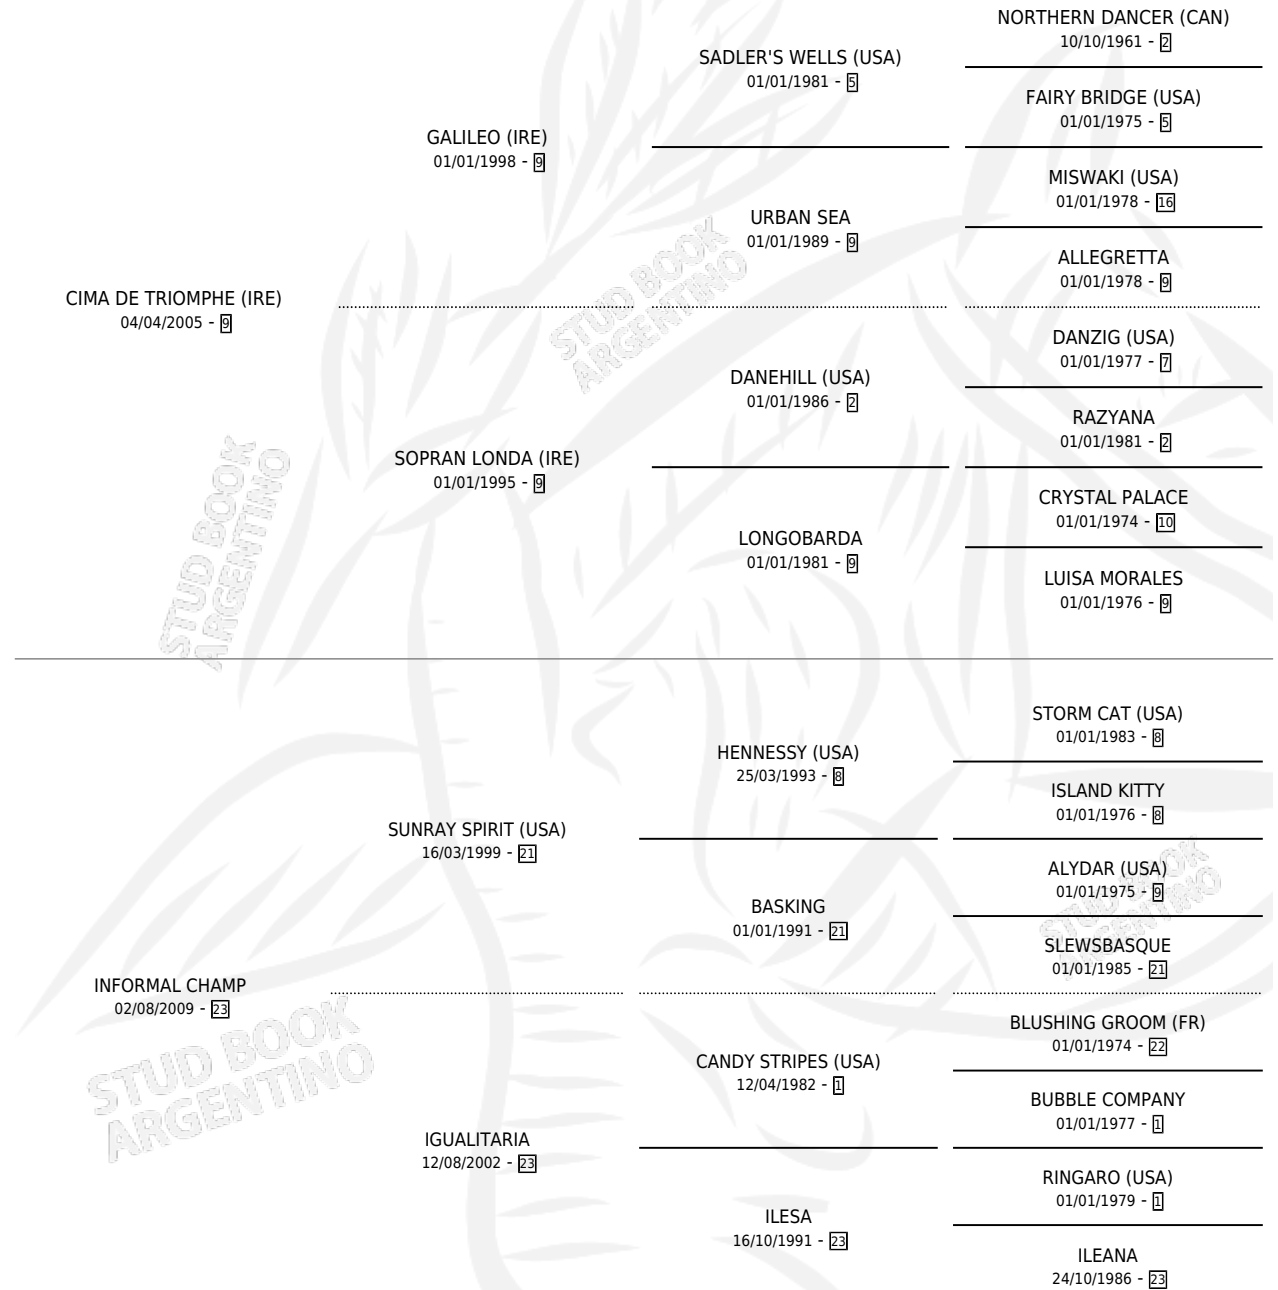 NORTHERN DANCER (CAN)
10/10/1961 - 2
SADLER'S WELLS (USA)
01/01/1981 - 5
FAIRY BRIDGE (USA)
01/01/1975 - 5
GALILEO (IRE)
01/01/1998 - 9
MISWAKI (USA)
01/01/1978 - 16
URBAN SEA
01/01/1989 - 9
ALLEGRETTA
01/01/1978 - 9
CIMA DE TRIOMPHE (IRE)
04/04/2005 - 9
DANZIG (USA)
01/01/1977 - 7
DANEHILL (USA)
01/01/1986 - 2
RAZYANA
01/01/1981 - 2
SOPRAN LONDA (IRE)
01/01/1995 - 9
CRYSTAL PALACE
01/01/1974 - 10
LONGOBARDA
01/01/1981 - 9
LUISA MORALES
01/01/1976 - 9
STORM CAT (USA)
01/01/1983 - 8
HENNESSY (USA)
25/03/1993 - 8
ISLAND KITTY
01/01/1976 - 8
SUNRAY SPIRIT (USA)
16/03/1999 - 21
ALYDAR (USA)
01/01/1975 - 9
BASKING
01/01/1991 - 21
SLEWSBASQUE
01/01/1985 - 21
INFORMAL CHAMP
02/08/2009 - 23
BLUSHING GROOM (FR)
01/01/1974 - 22
CANDY STRIPES (USA)
12/04/1982 - 1
BUBBLE COMPANY
01/01/1977 - 1
IGUALITARIA
12/08/2002 - 23
RINGARO (USA)
01/01/1979 - 1
ILESA
16/10/1991 - 23
ILEANA
24/10/1986 - 23
STUD BOOK
ARGENTINO
STUD BOOK
ARGENTINO
STUD BOOK
ARGENTINO
STUD BOOK
ARGENTINO